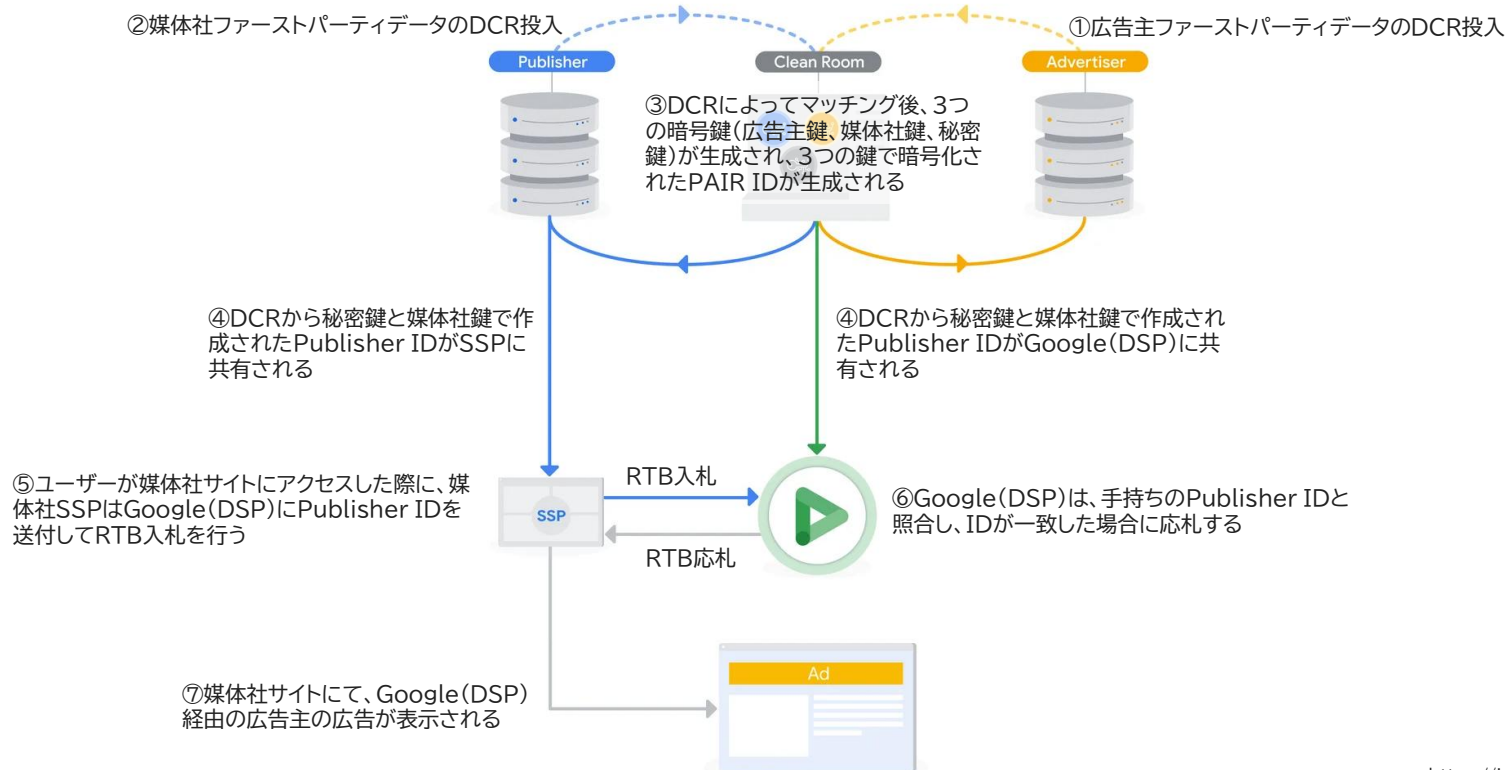 ②媒体社ファーストパーティデータのDCR投入
①広告主ファーストパーティデータのDCR投入
Publisher
Clean Room
Advertiser
③DCRによってマッチング後、3つ
の暗号鍵(広告主鍵、媒体社鍵、秘密
鍵)が生成され、3つの鍵で暗号化さ
れたPAIR IDが生成される
④DCRから秘密鍵と媒体社鍵で作
成されたPublisher IDがSSPに
共有される
④DCRから秘密鍵と媒体社鍵で作成され
たPublisher IDがGoogle(DSP)に共
有される
⑤ユーザーが媒体社サイトにアクセスした際に、媒
体社SSPはGoogle(DSP)にPublisher IDを
送付してRTB入札を行う
SSP
RTB入札
RTB応札
⑥Google(DSP)は、手持ちのPublisher IDと
照合し、IDが一致した場合に応札する
⑦媒体社サイトにて、Google(DSP)
経由の広告主の広告が表示される
Ad